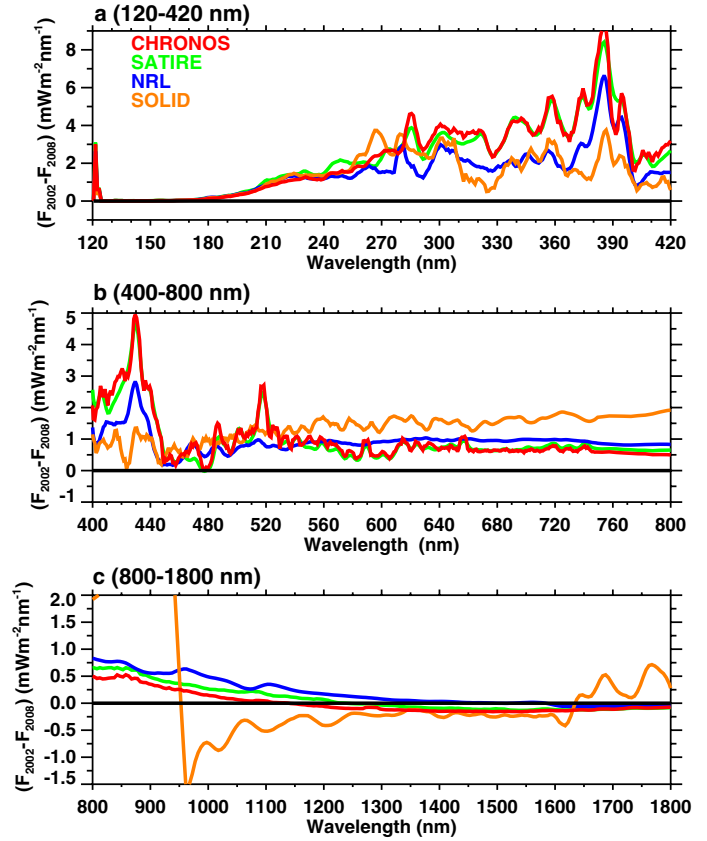 a (120-420 nm)
CHRONOS
SATIRE
NRL
SOLID
(F2002-F2008) (mWm-2nm-1)
8
6
4
2
0
120 150 180 210 240 270 300 330 360 390 420
Wavelength (nm)
b (400-800 nm)
(F2002-F2008) (mWm-2nm-1)
5
4
3
2
1
0
-1
400 440 480 520 560 600 640 680 720 760 800
Wavelength (nm)
c (800-1800 nm)
(F2002-F2008) (mWm-2nm-1)
2.0
1.5
1.0
0.5
0.0
-0.5
-1.0
-1.5
800 900 1000 1100 1200 1300 1400 1500 1600 1700 1800
Wavelength (nm)